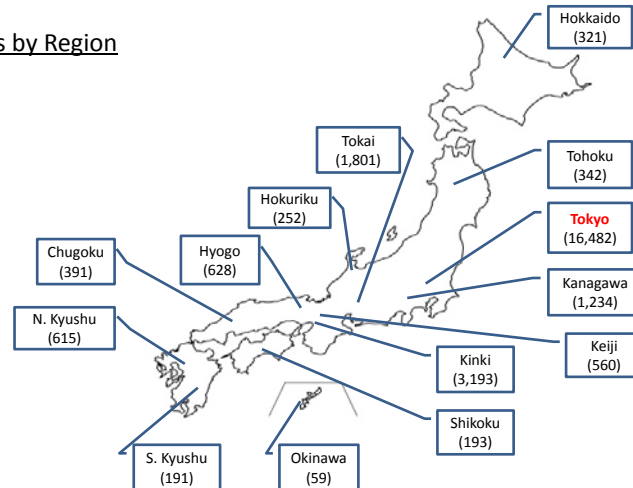 by Region
Hokkaido
(321)
Tokai
(1,801)
Tohoku
(342)
Hokuriku
(252)
Tokyo
(16,482)
Chugoku
(391)
Hyogo
(628)
Kanagawa
(1,234)
N. Kyushu
(615)
Kinki
(3,193)
Keiji
(560)
Shikoku
(193)
S. Kyushu
(191)
Okinawa
(59)